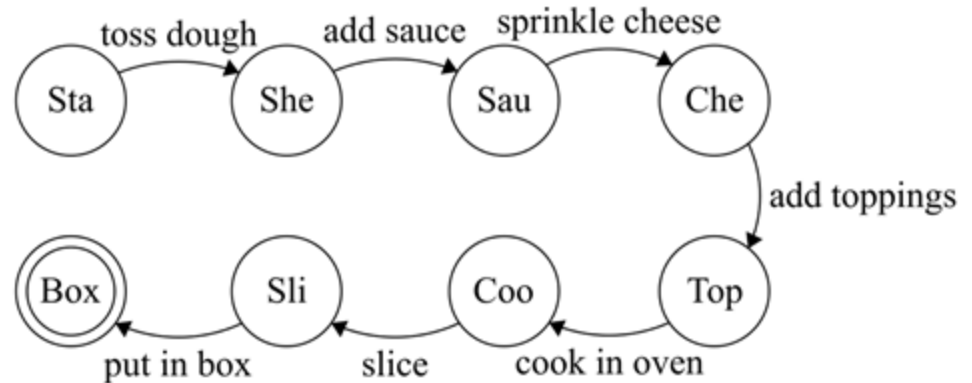 toss dough
add sauce
sprinkle cheese
Sta
She
Sau
Che
add toppings
Box
Sli
Coo
Top
put in box
slice
cook in oven